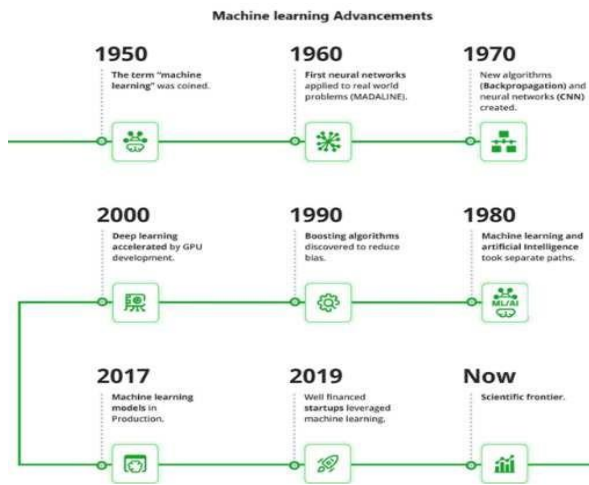 Machine learning Advancements
1950
The term "machine
learning" was coined.
1960
First neural networks
applied to real world
problems (MADALINE).
1970
New algorithms
(Backpropagation) and
neural networks (CNN)
created.
2000
Deep learning
accelerated by GPU
development.
1990
Boosting algorithms
discovered to reduce
bias.
1980
Machine learning and
artificial Intelligence
took separate paths.
ML/AI
2017
Machine learning
models in
Production.
2019
Well financed
startups leveraged
machine learning.
Now
Scientific frontier.